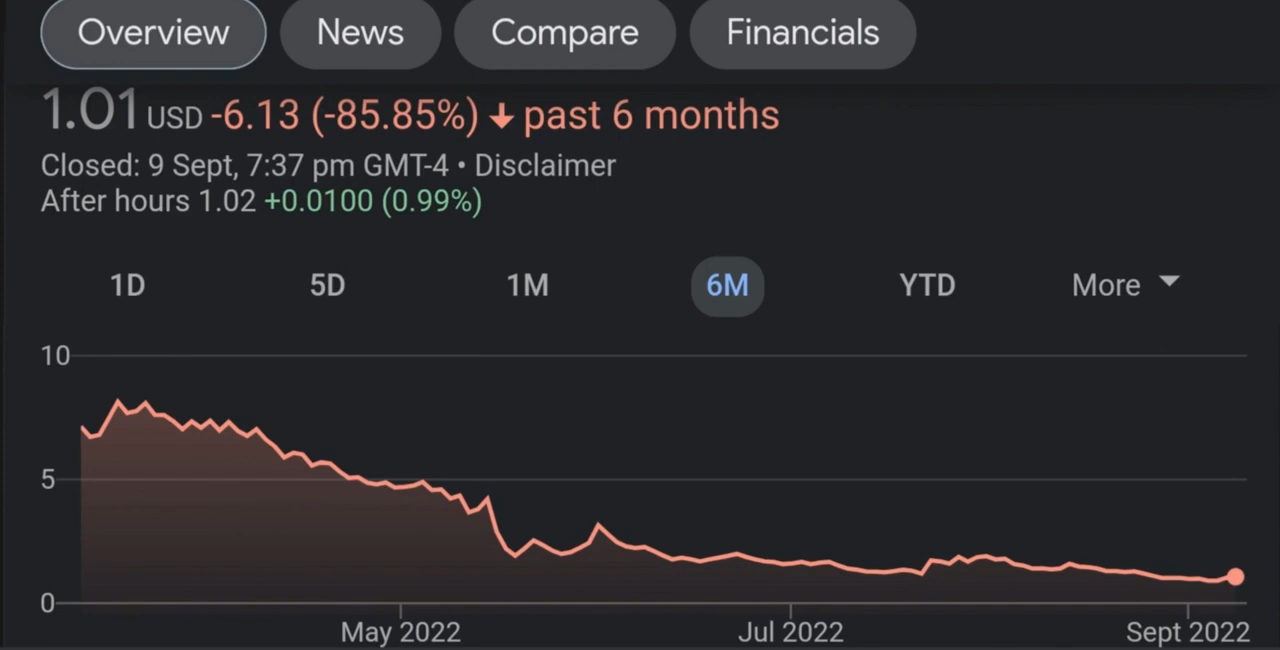 Overview News Compare Financials
1.01 USD -6.13 (-85.85%) ↓ past 6 months
Closed: 9 Sept, 7:37 pm GMT-4 • Disclaimer
After hours 1.02 +0.0100 (0.99%)
1D 5D 1M 6M YTD More
10
5
0
May 2022 Jul 2022 Sept 2022